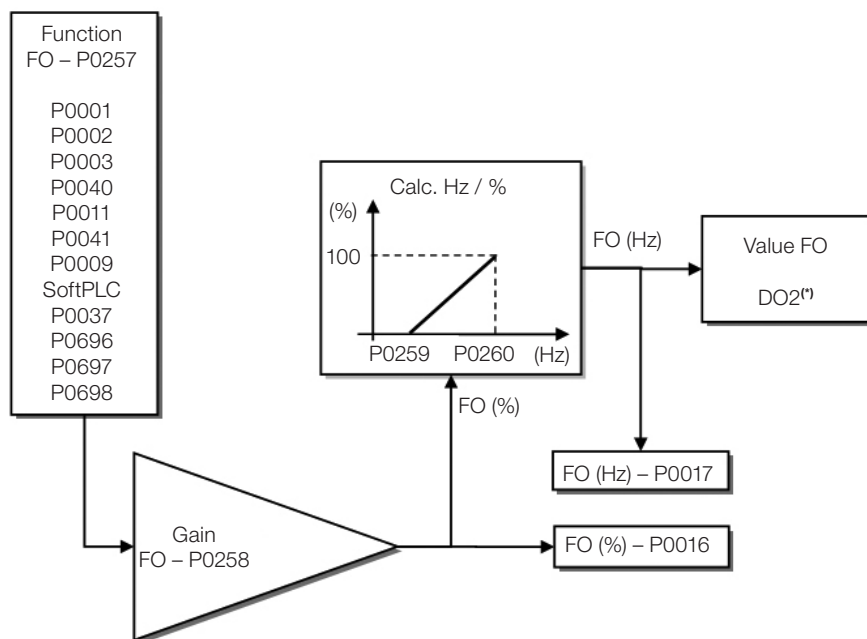 Function
FO – P0257
P0001
P0002
P0003
P0040
P0011
P0041
P0009
SoftPLC
P0037
P0696
P0697
P0698
Gain
FO – P0258
Calc. Hz / %
(%)
100
P0259 P0260 (Hz)
FO (%)
FO (Hz)
Value FO
DO2(*)
FO (Hz) – P0017
FO (%) – P0016